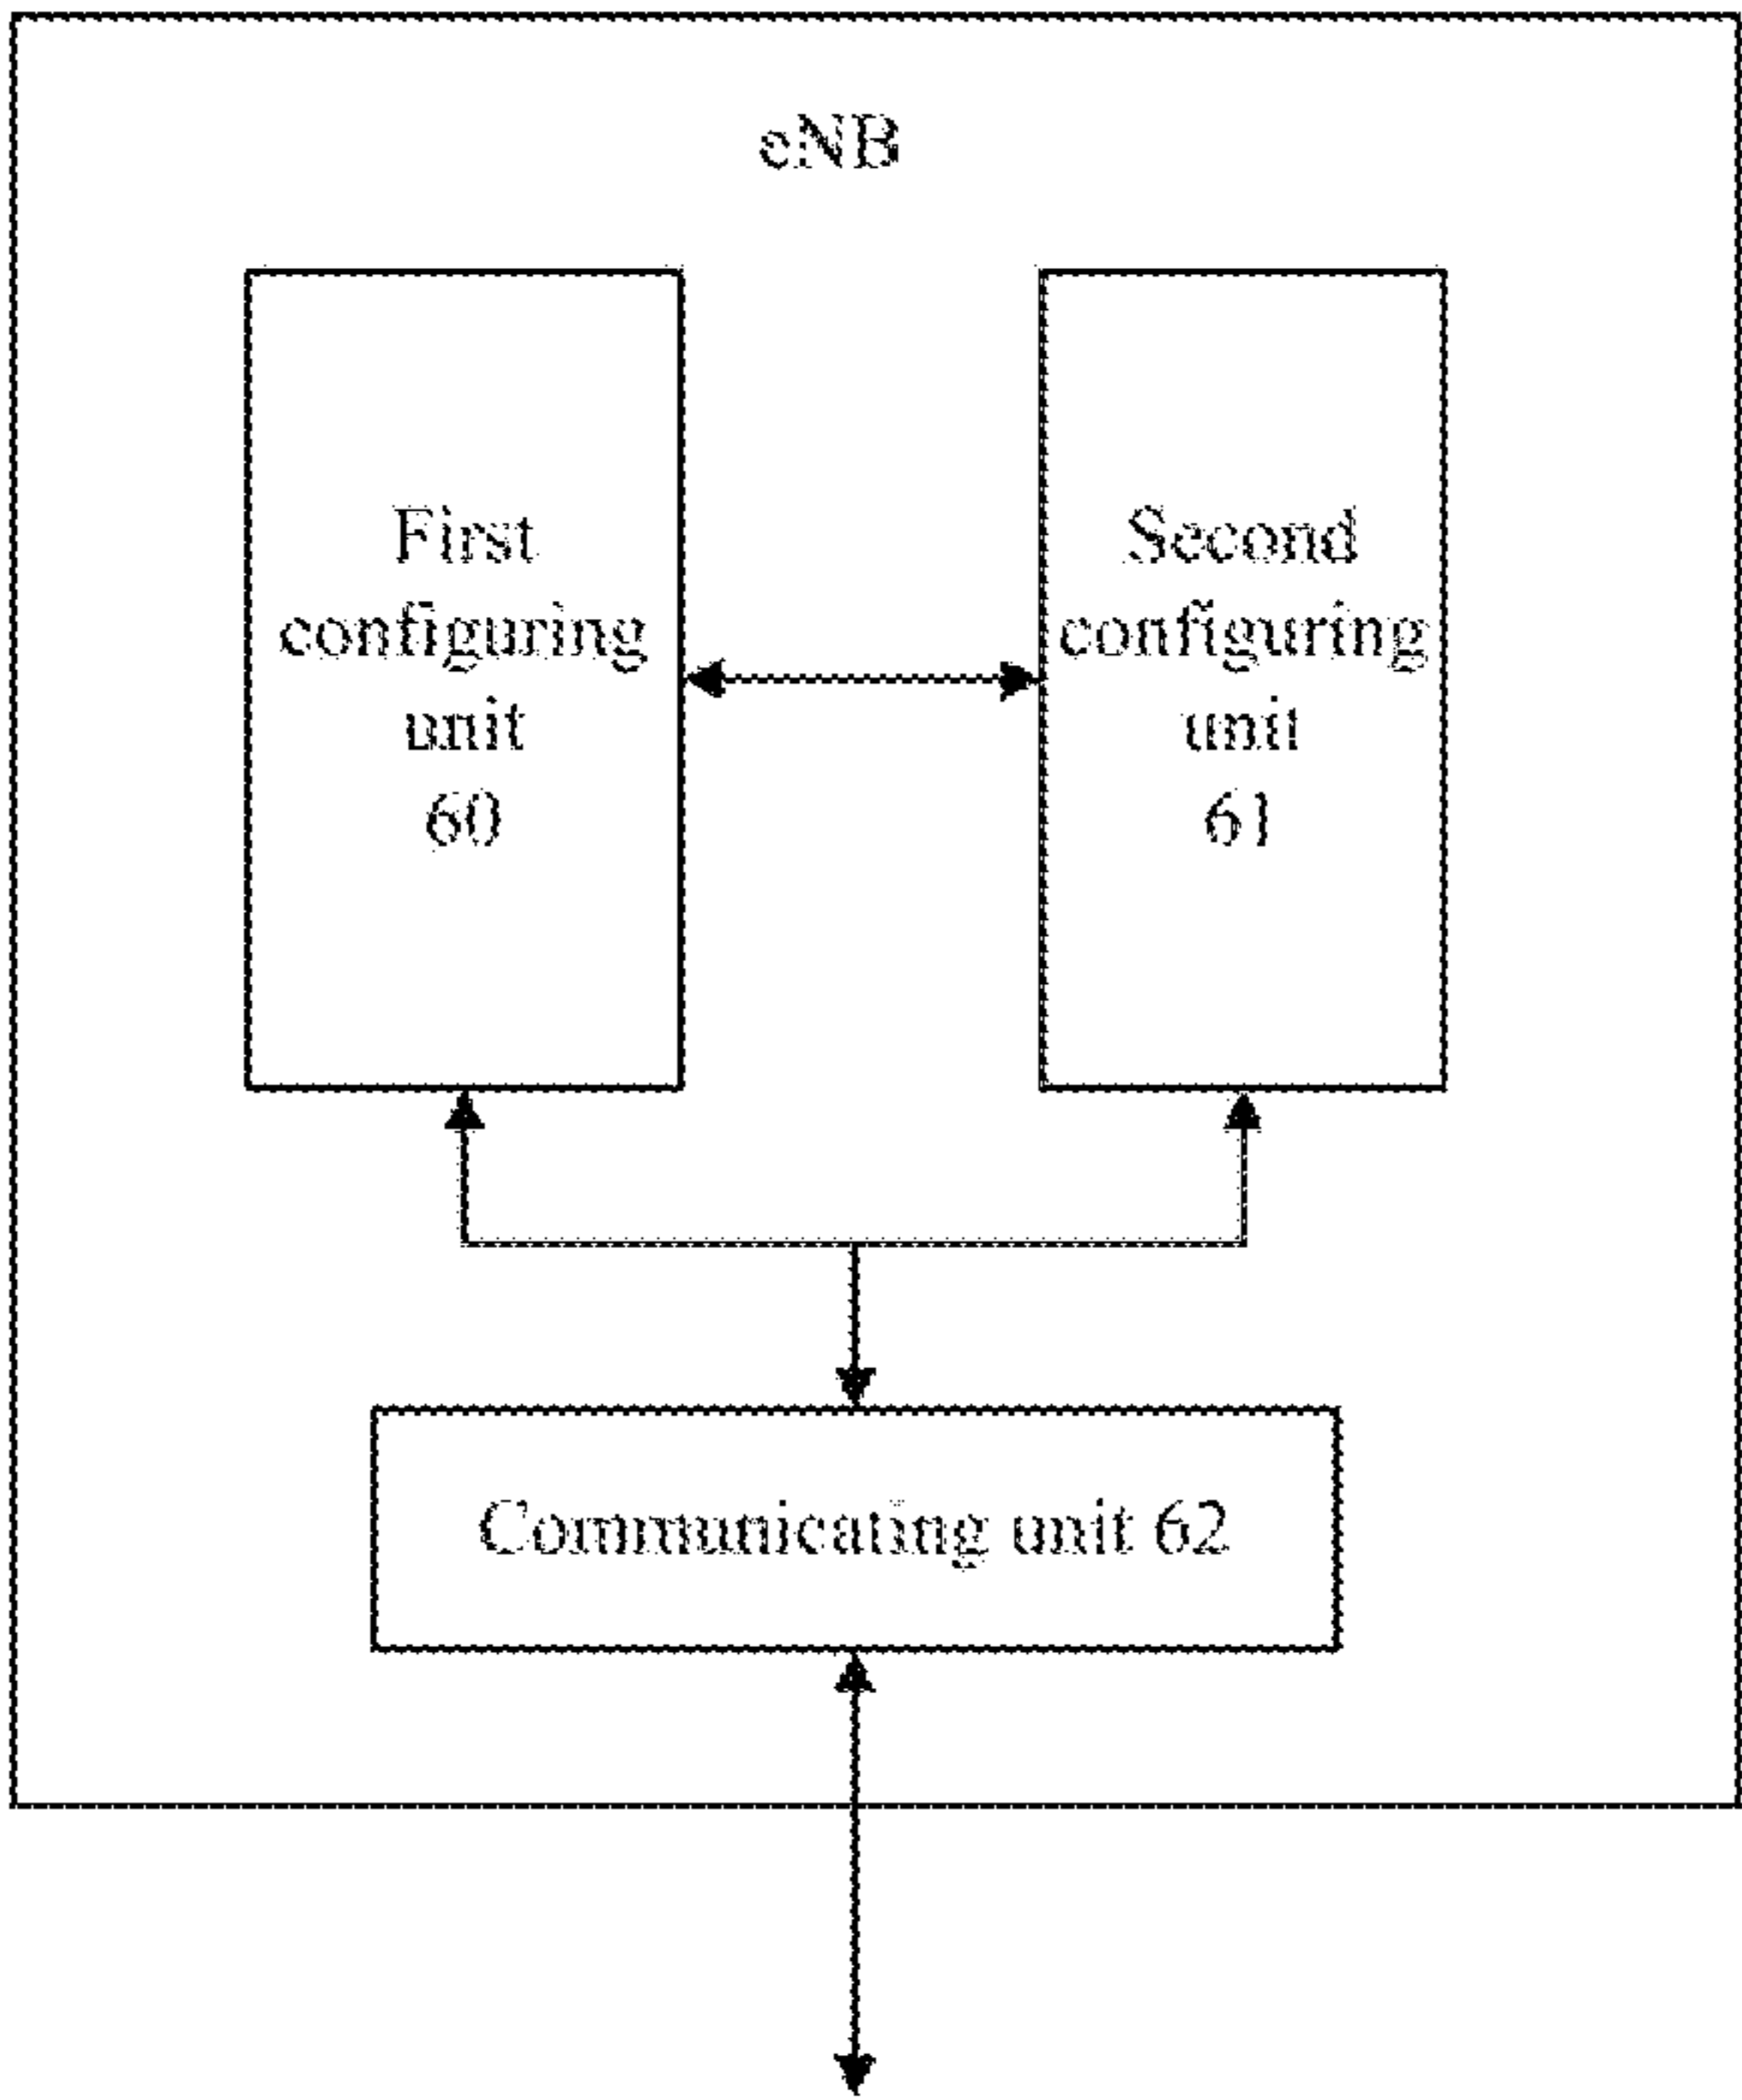 eNB
First
configuring
unit
60
Second
configuring
unit
61
Communicating unit 62